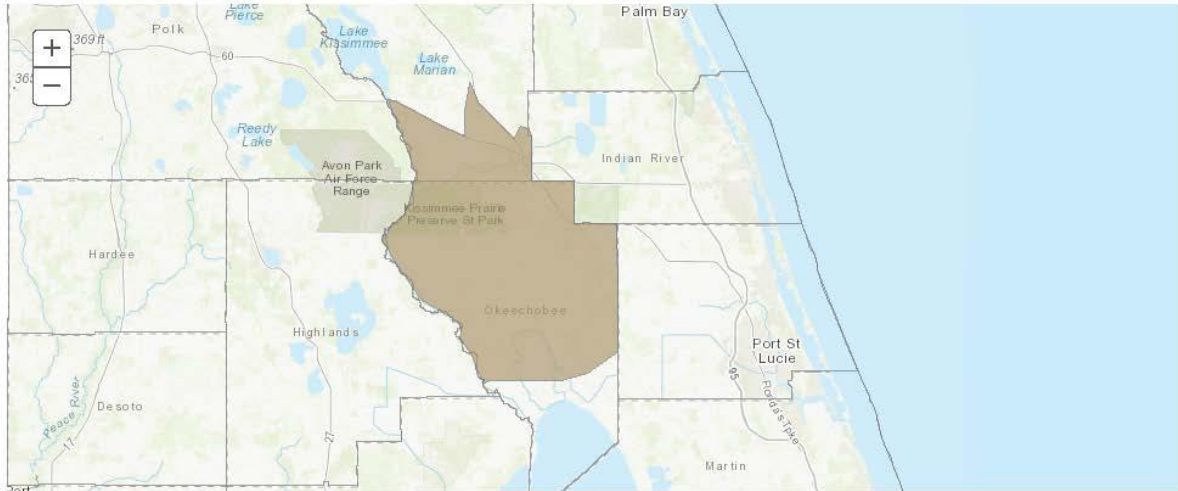 Lake
Pierce
Palm Bay
Polk
369 ft
Lake
Kissimmee
60
Lake
Marian
+
−
Reedy
Lake
Avon Park
Air Force
Range
Indian River
Kissimmee Prairie
Preserve St Park
Hardee
Okeechobee
Highlands
Port St
Lucie
95
Florida's Tpke
Desoto
Peace River
17
27
Martin